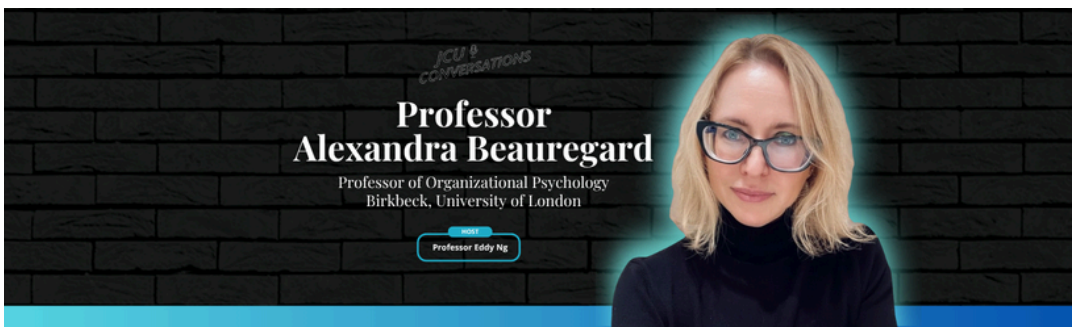 JCU
CONVERSATIONS
Professor
Alexandra Beauregard
Professor of Organizational Psychology
Birkbeck, University of London
HOST
Professor Eddy Ng